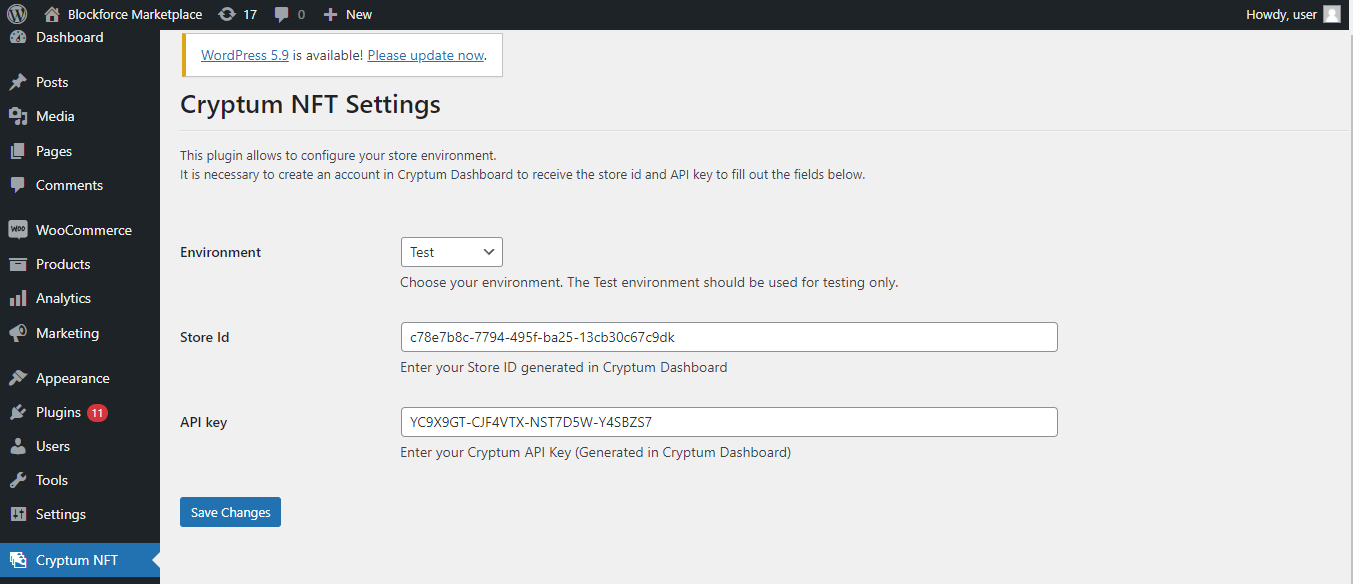 Blockforce Marketplace 17 0 New Howdy, user
Dashboard
Posts
Media
Pages
Comments
WOO WooCommerce
Products
Analytics
Marketing
Appearance
Plugins 11
Users
Tools
Settings
Cryptum NFT
WordPress 5.9 is available! Please update now.
Cryptum NFT Settings
This plugin allows to configure your store environment.
It is necessary to create an account in Cryptum Dashboard to receive the store id and API key to fill out the fields below.
Environment Test
Choose your environment. The Test environment should be used for testing only.
Store Id c78e7b8c-7794-495f-ba25-13cb30c67c9dk
Enter your Store ID generated in Cryptum Dashboard
API key YC9X9GT-CJF4VTX-NST7D5W-Y4SBZS7
Enter your Cryptum API Key (Generated in Cryptum Dashboard)
Save Changes